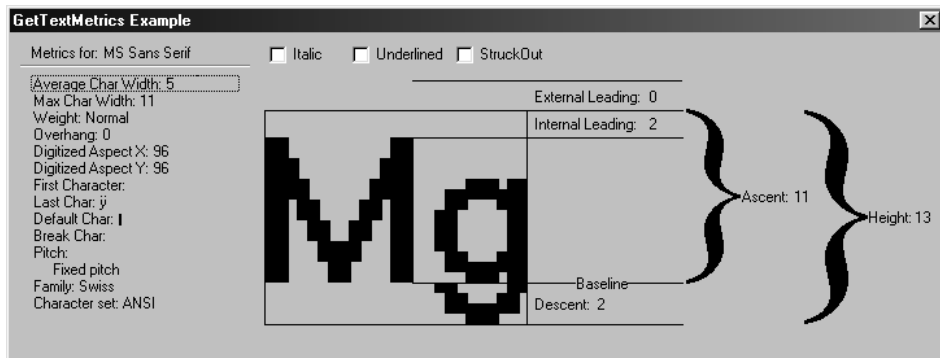 GetTextMetrics Example
Metrics for: MS Sans Serif
Italic Underlined StruckOut
Average Char Width: 5
Max Char Width: 11
Weight: Normal
Overhang: 0
Digitized Aspect X: 96
Digitized Aspect Y: 96
First Character:
Last Char: ÿ
Default Char: |
Break Char:
Pitch:
Fixed pitch
Family: Swiss
Character set: ANSI
Mg
External Leading: 0
Internal Leading: 2
Baseline
Descent: 2
Ascent: 11
Height: 13